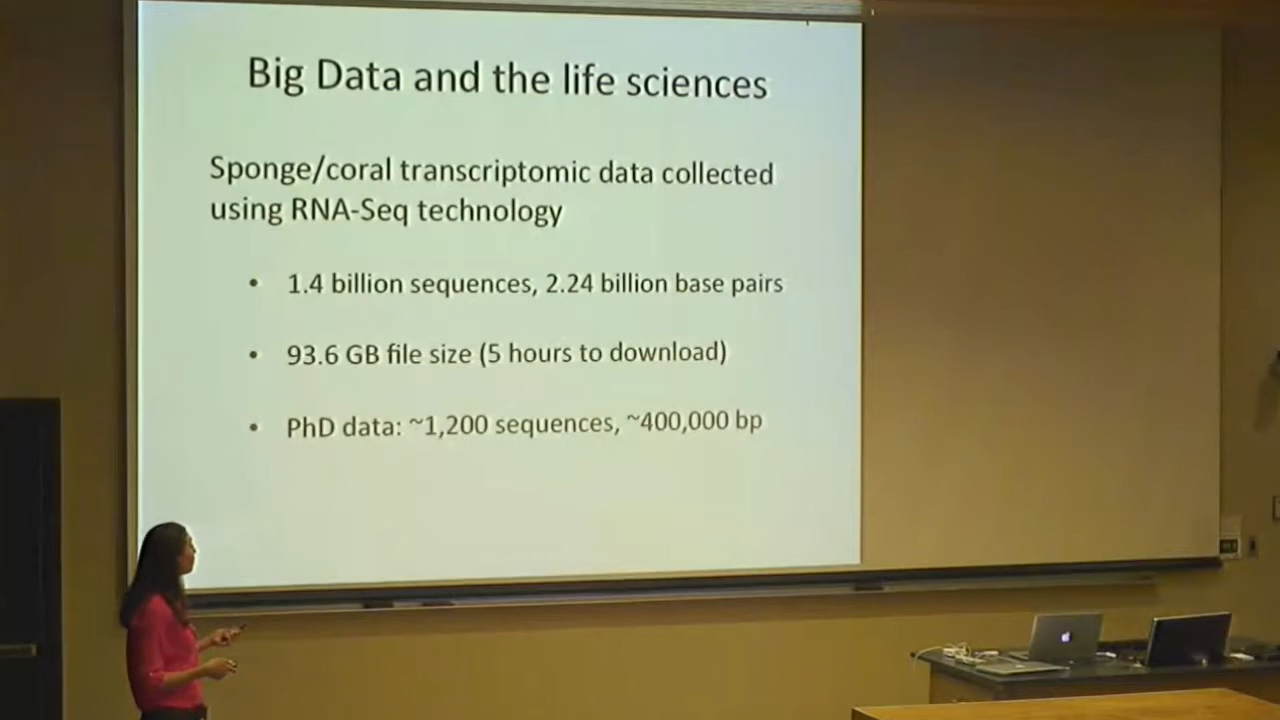 Big Data and the life sciences
Sponge/coral transcriptomic data collected
using RNA-Seq technology
• 1.4 billion sequences, 2.24 billion base pairs
• 93.6 GB file size (5 hours to download)
• PhD data: ~1,200 sequences, ~400,000 bp